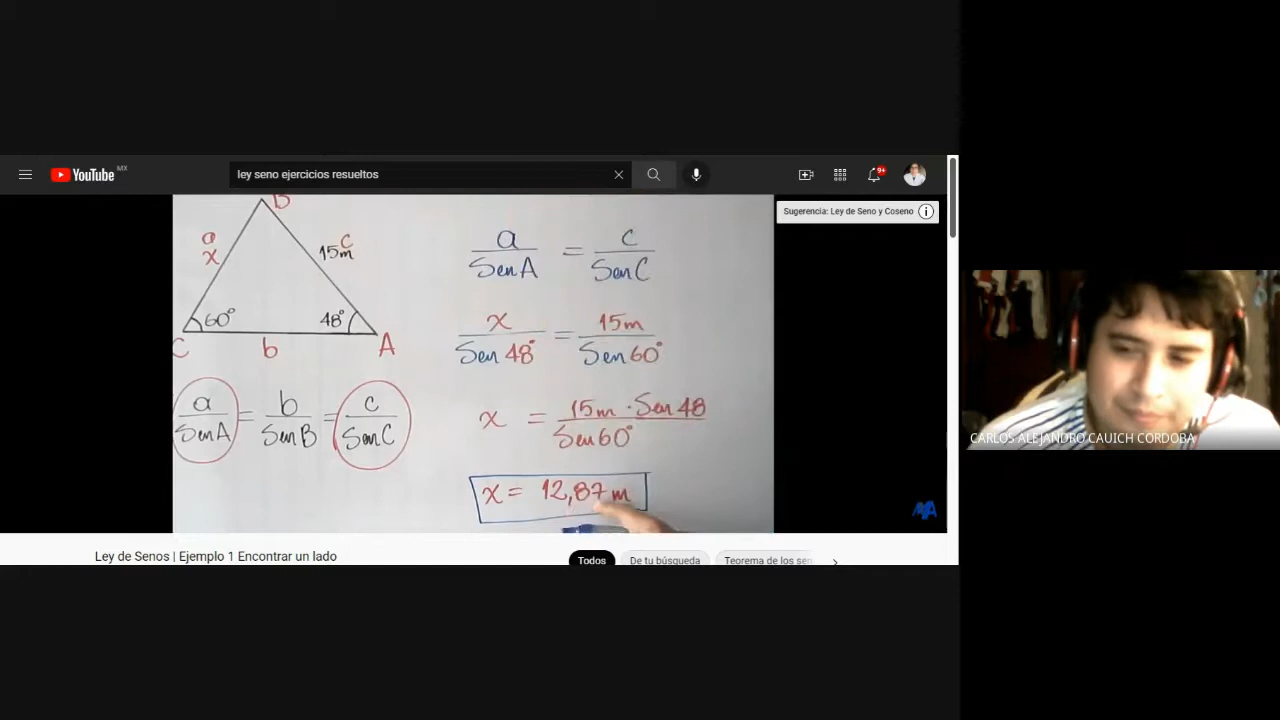 YouTube MX
ley seno ejercicios resueltos
9+
Sugerencia: Ley de Seno y Coseno
B
a
x
15m
c
60°
48°
C
b
A
a/SenA = b/SenB = c/SenC
a/SenA = c/SenC
x/Sen 48° = 15m/Sen 60°
x = 15m · Sen 48/Sen 60°
x = 12,87 m
Ley de Senos | Ejemplo 1 Encontrar un lado
Todos
De tu búsqueda
Teorema de los sen
CARLOS ALEJANDRO CAUICH CORDOBA